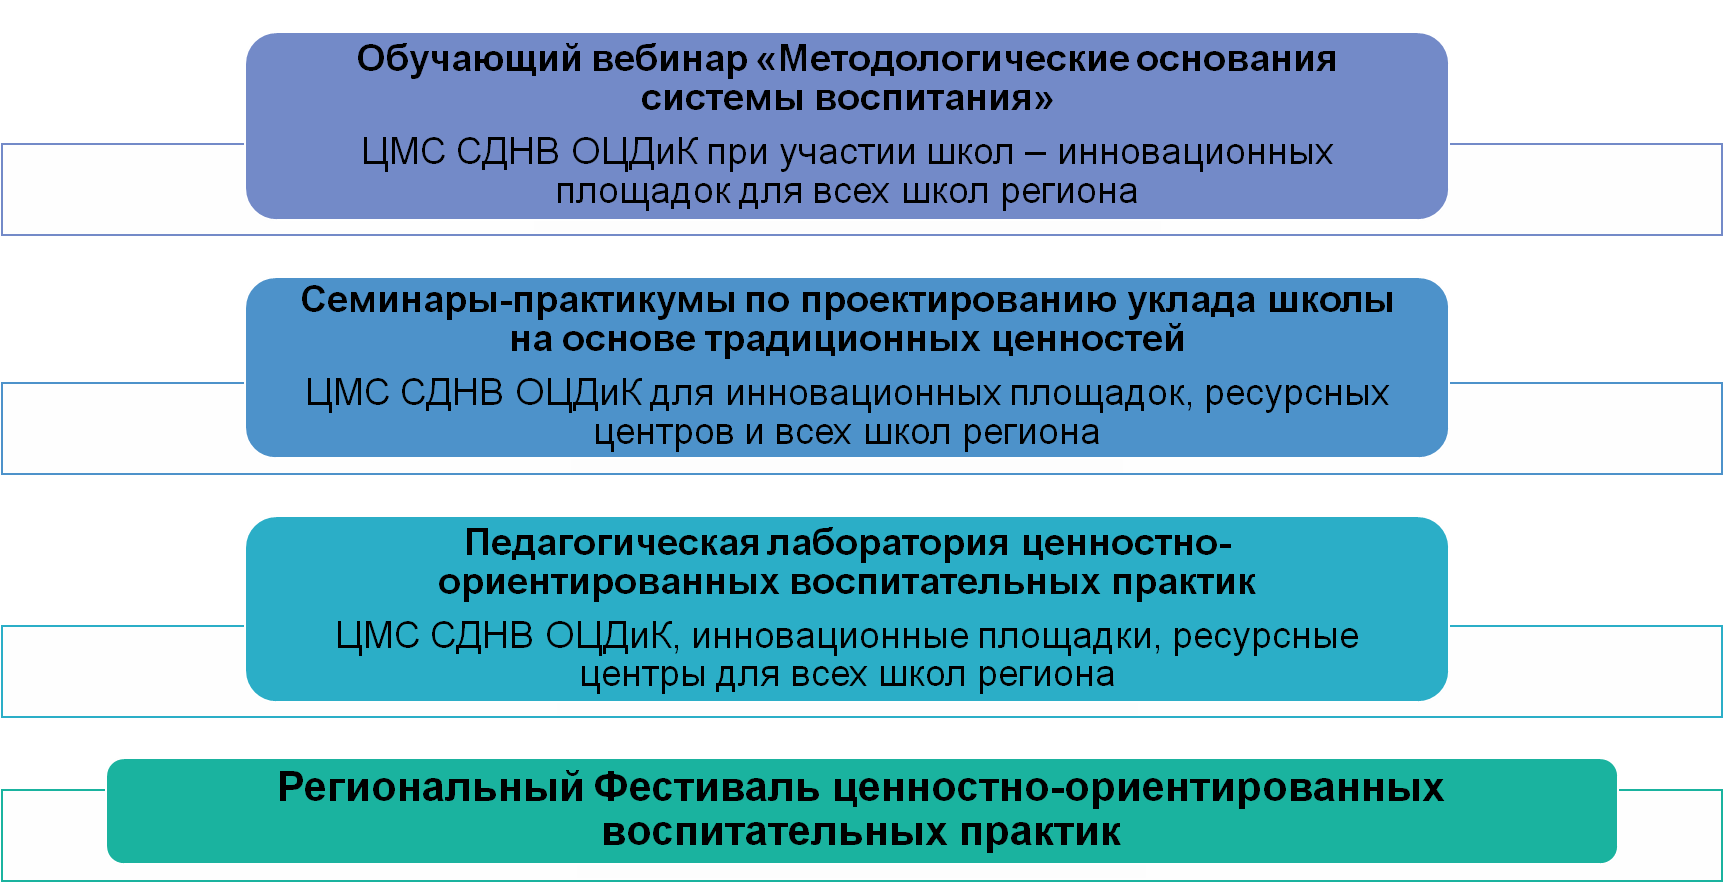 Обучающий вебинар «Методологические основания
системы воспитания»
ЦМС СДНВ ОЦДиК при участии школ – инновационных
площадок для всех школ региона
Семинары-практикумы по проектированию уклада школы
на основе традиционных ценностей
ЦМС СДНВ ОЦДиК для инновационных площадок, ресурсных
центров и всех школ региона
Педагогическая лаборатория ценностно-
ориентированных воспитательных практик
ЦМС СДНВ ОЦДиК, инновационные площадки, ресурсные
центры для всех школ региона
Региональный Фестиваль ценностно-ориентированных
воспитательных практик